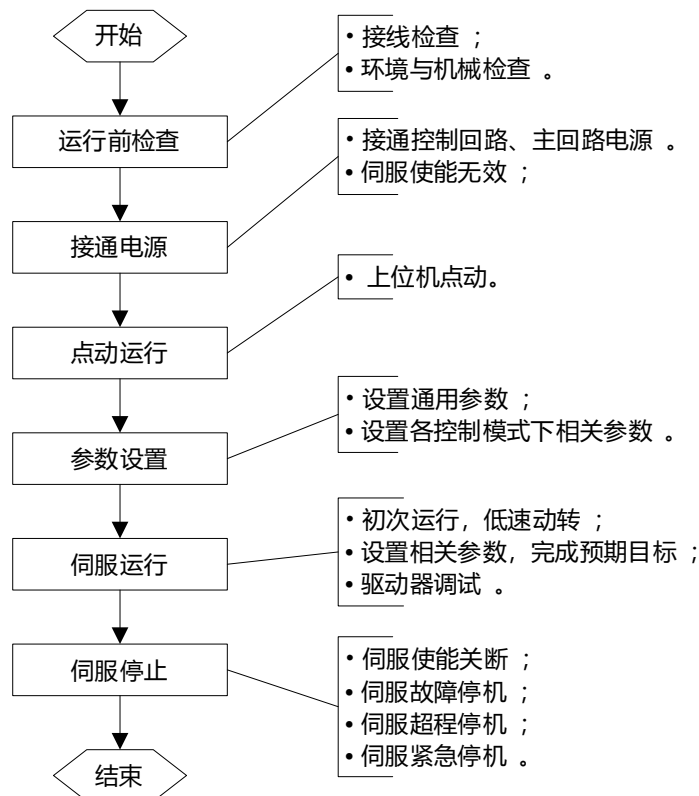 开始
• 接线检查 ；
• 环境与机械检查 。
运行前检查
• 接通控制回路、主回路电源 。
• 伺服使能无效 ；
接通电源
• 上位机点动。
点动运行
• 设置通用参数 ；
• 设置各控制模式下相关参数 。
参数设置
• 初次运行，低速动转 ；
• 设置相关参数，完成预期目标 ；
• 驱动器调试 。
伺服运行
• 伺服使能关断 ；
• 伺服故障停机 ；
• 伺服超程停机 ；
• 伺服紧急停机 。
伺服停止
结束